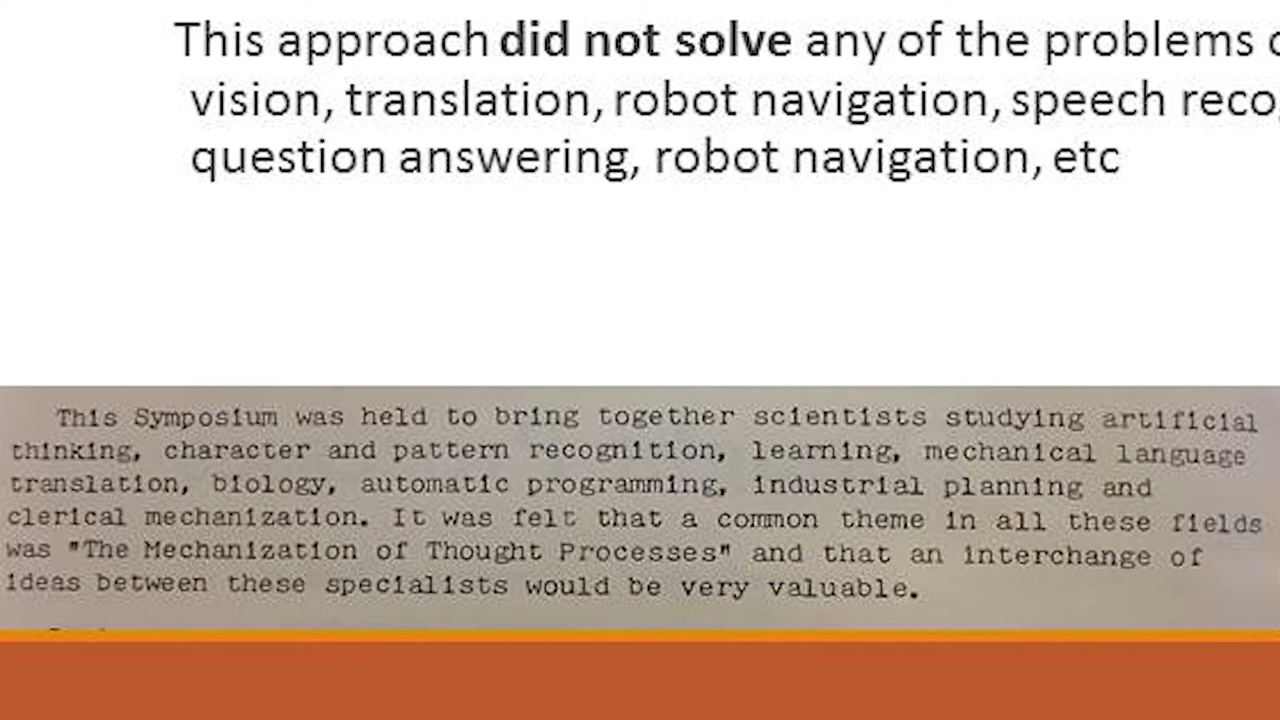 This approach did not solve any of the problems
vision, translation, robot navigation, speech
question answering, robot navigation, etc
This Symposium was held to bring together scientists studying artificial
thinking, character and pattern recognition, learning, mechanical language
translation, biology, automatic programming, industrial planning and
clerical mechanization. It was felt that a common theme in all these fields
was "The Mechanization of Thought Processes" and that an interchange of
ideas between these specialists would be very valuable.